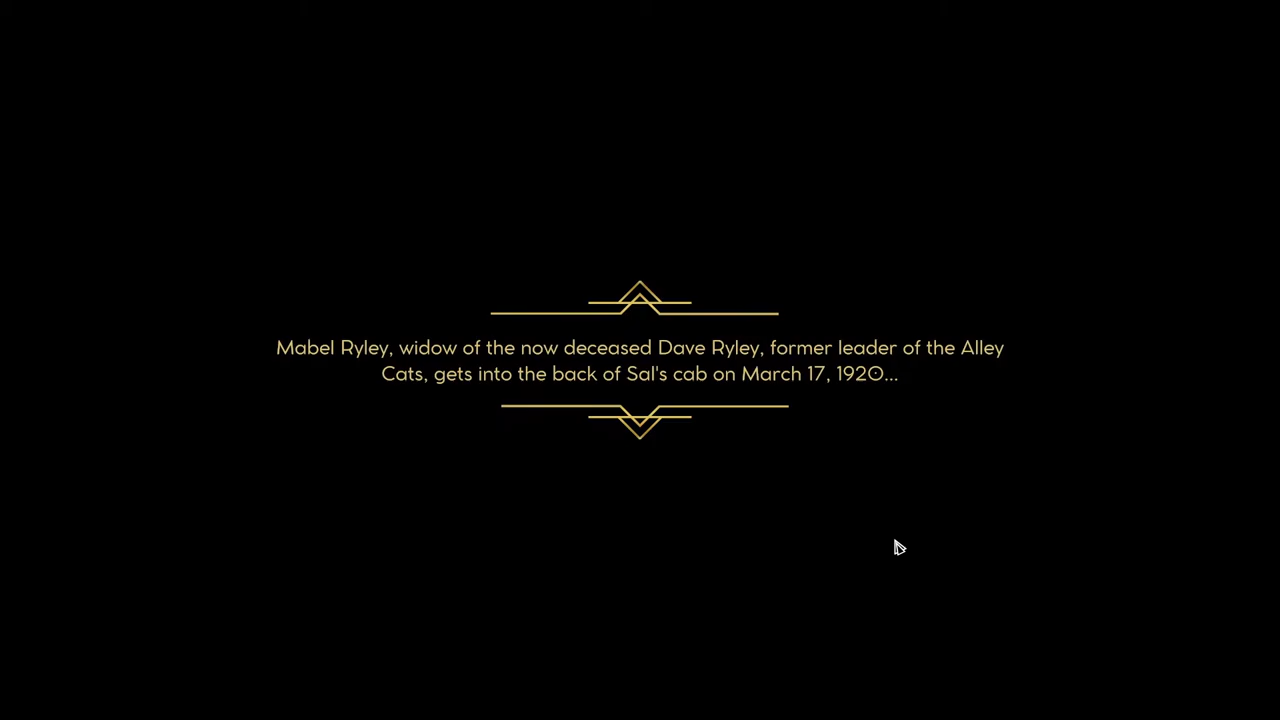 Mabel Ryley, widow of the now deceased Dave Ryley, former leader of the Alley
Cats, gets into the back of Sal's cab on March 17, 1920...